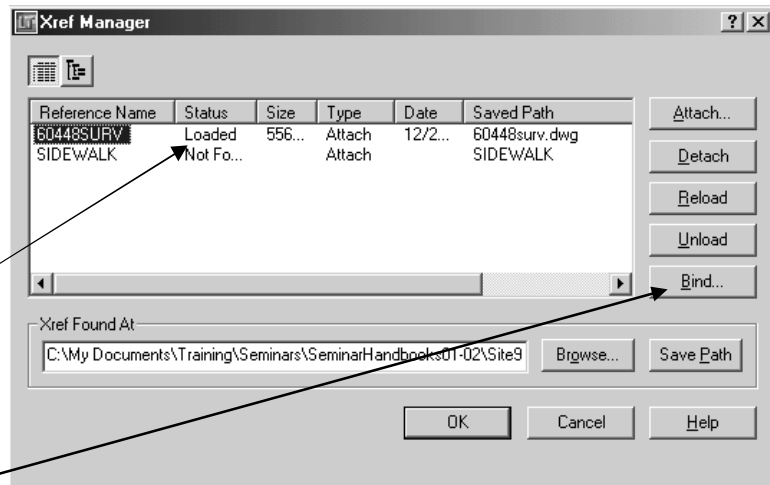 LT Xref Manager
Reference Name Status Size Type Date Saved Path
60448SURV Loaded 556... Attach 12/2... 60448surv.dwg
SIDEWALK Not Fo... Attach SIDEWALK
Attach...
Detach
Reload
Unload
Bind...
Xref Found At
C:\My Documents\Training\Seminars\SeminarHandbooks01-02\Site9
Browse...
Save Path
OK
Cancel
Help